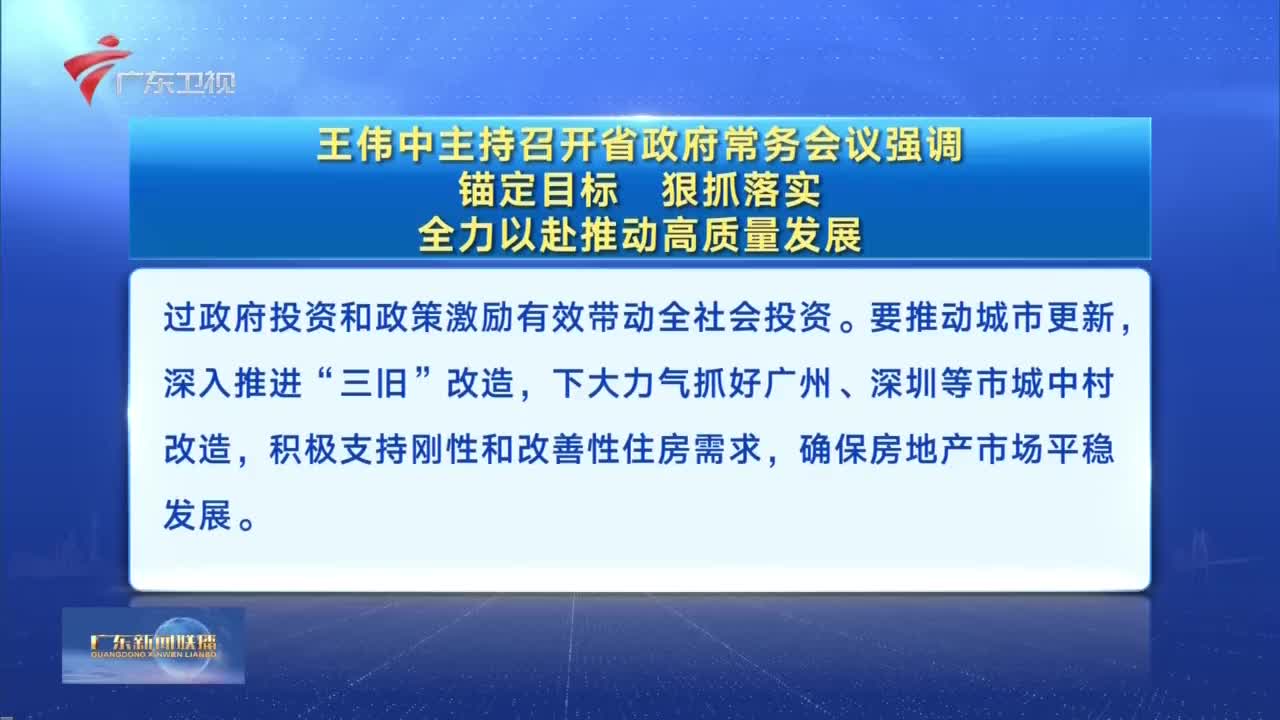 广东卫视
王伟中主持召开省政府常务会议强调
锚定目标 狠抓落实
全力以赴推动高质量发展
过政府投资和政策激励有效带动全社会投资。要推动城市更新，
深入推进“三旧”改造，下大力气抓好广州、深圳等市城中村
改造，积极支持刚性和改善性住房需求，确保房地产市场平稳
发展。
广东新闻联播
GUANGDONG XINWEN LIANBO